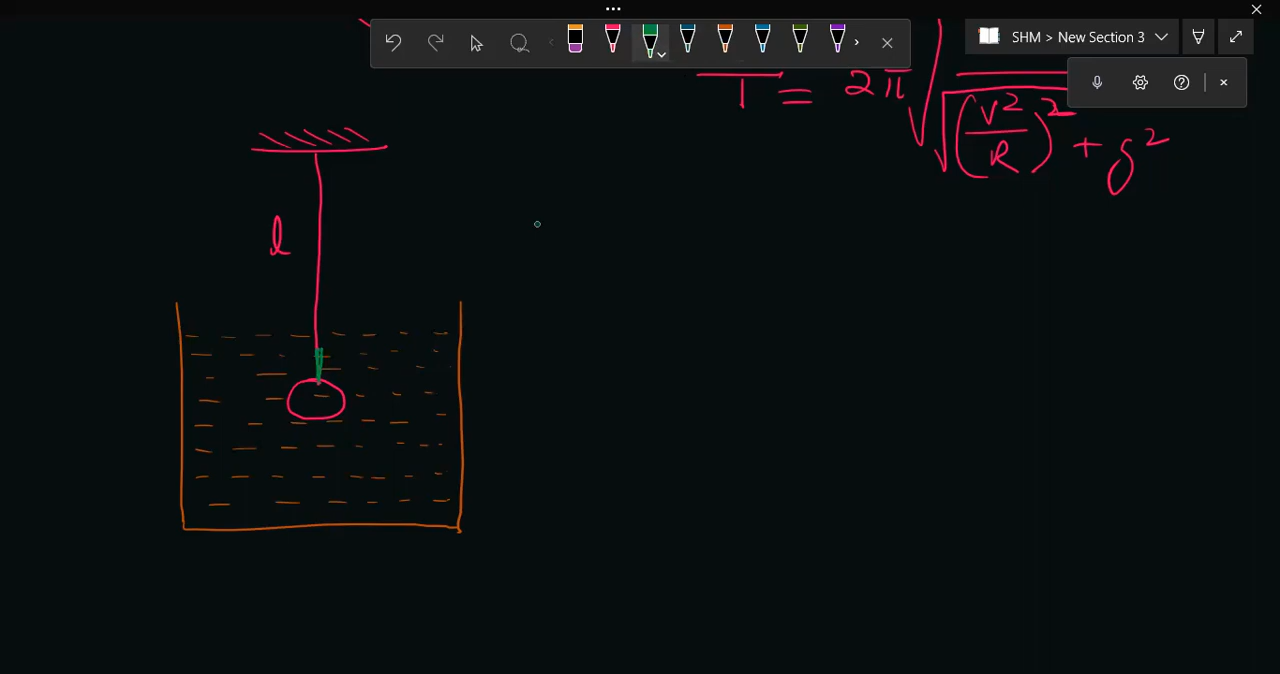 SHM > New Section 3
T = 2π √ √ (V²/R)² + g²
l